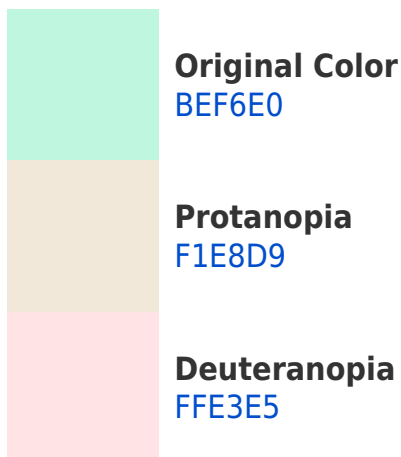 Original Color
BEF6E0
Protanopia
F1E8D9
Deuteranopia
FFE3E5